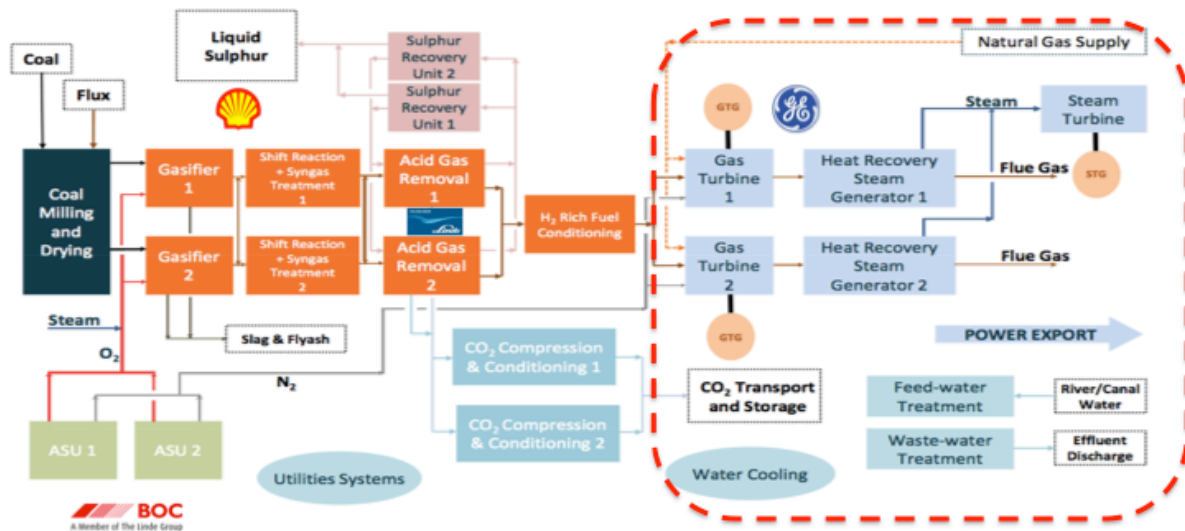 Coal
Flux
Liquid
Sulphur
Sulphur
Recovery
Unit 2
Sulphur
Recovery
Unit 1
Natural Gas Supply
GTG
Steam
Steam
Turbine
STG
Coal
Milling
and
Drying
Gasifier
1
Shift Reaction
+ Syngas
Treatment
1
Acid Gas
Removal
1
Linde
Gasifier
2
Shift Reaction
+ Syngas
Treatment
2
Acid Gas
Removal
2
H2 Rich Fuel
Conditioning
Gas
Turbine
1
Heat Recovery
Steam
Generator 1
Flue Gas
Gas
Turbine
2
Heat Recovery
Steam
Generator 2
Flue Gas
GTG
Steam
O2
Slag & Flyash
N2
CO2 Compression
& Conditioning 1
CO2 Compression
& Conditioning 2
CO2 Transport
and Storage
POWER EXPORT
Feed-water
Treatment
River/Canal
Water
Waste-water
Treatment
Effluent
Discharge
ASU 1
ASU 2
Utilities Systems
Water Cooling
BOC
A Member of The Linde Group